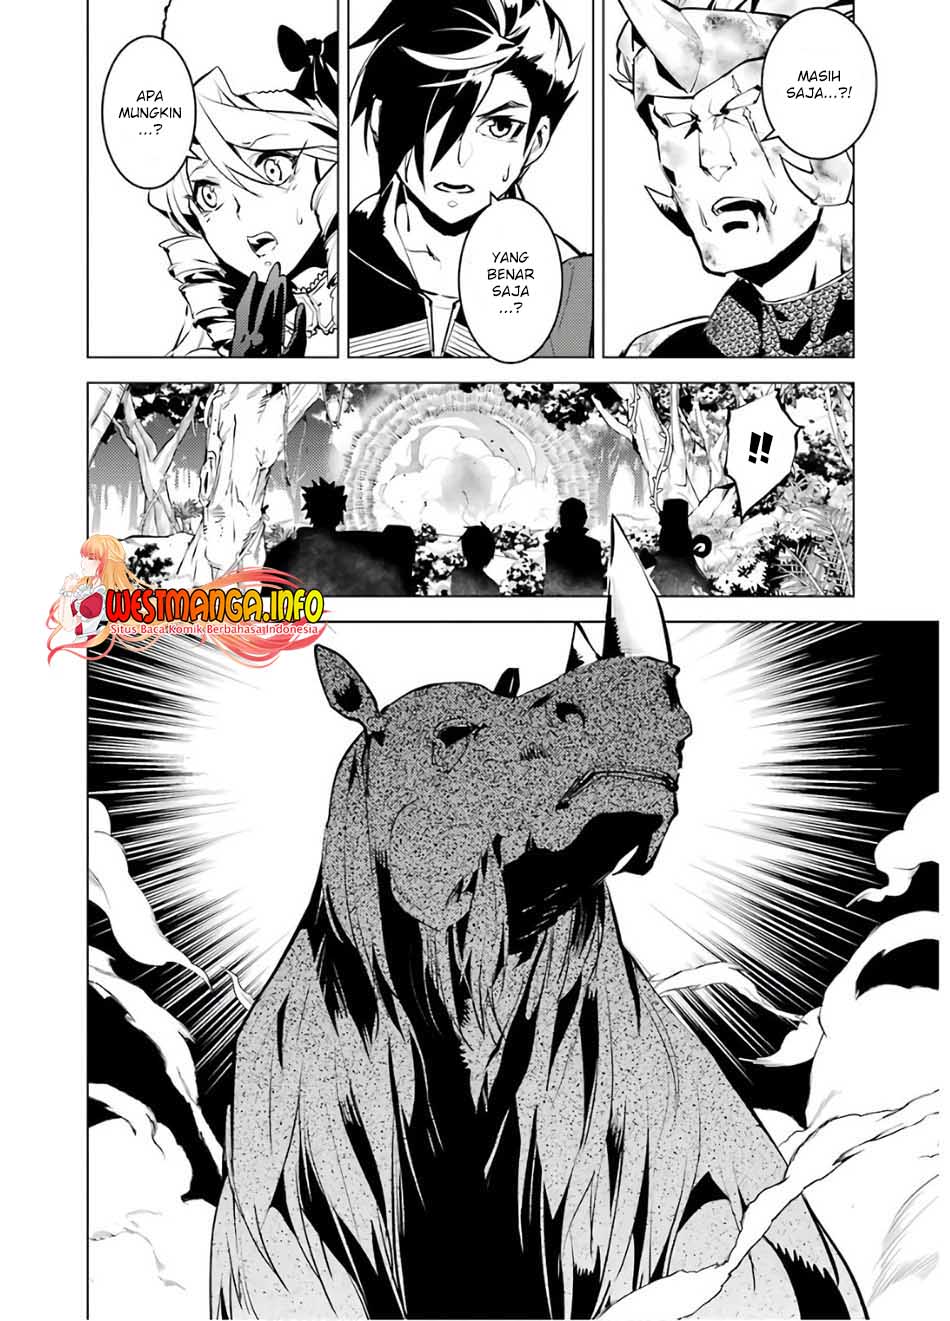 MASIH
SAJA...?!
YANG
BENAR
SAJA
...?
APA
MUNGKIN
...?
!!
WESTMANGA.INFO
Situs Baca Komik Berbahasa Indonesia